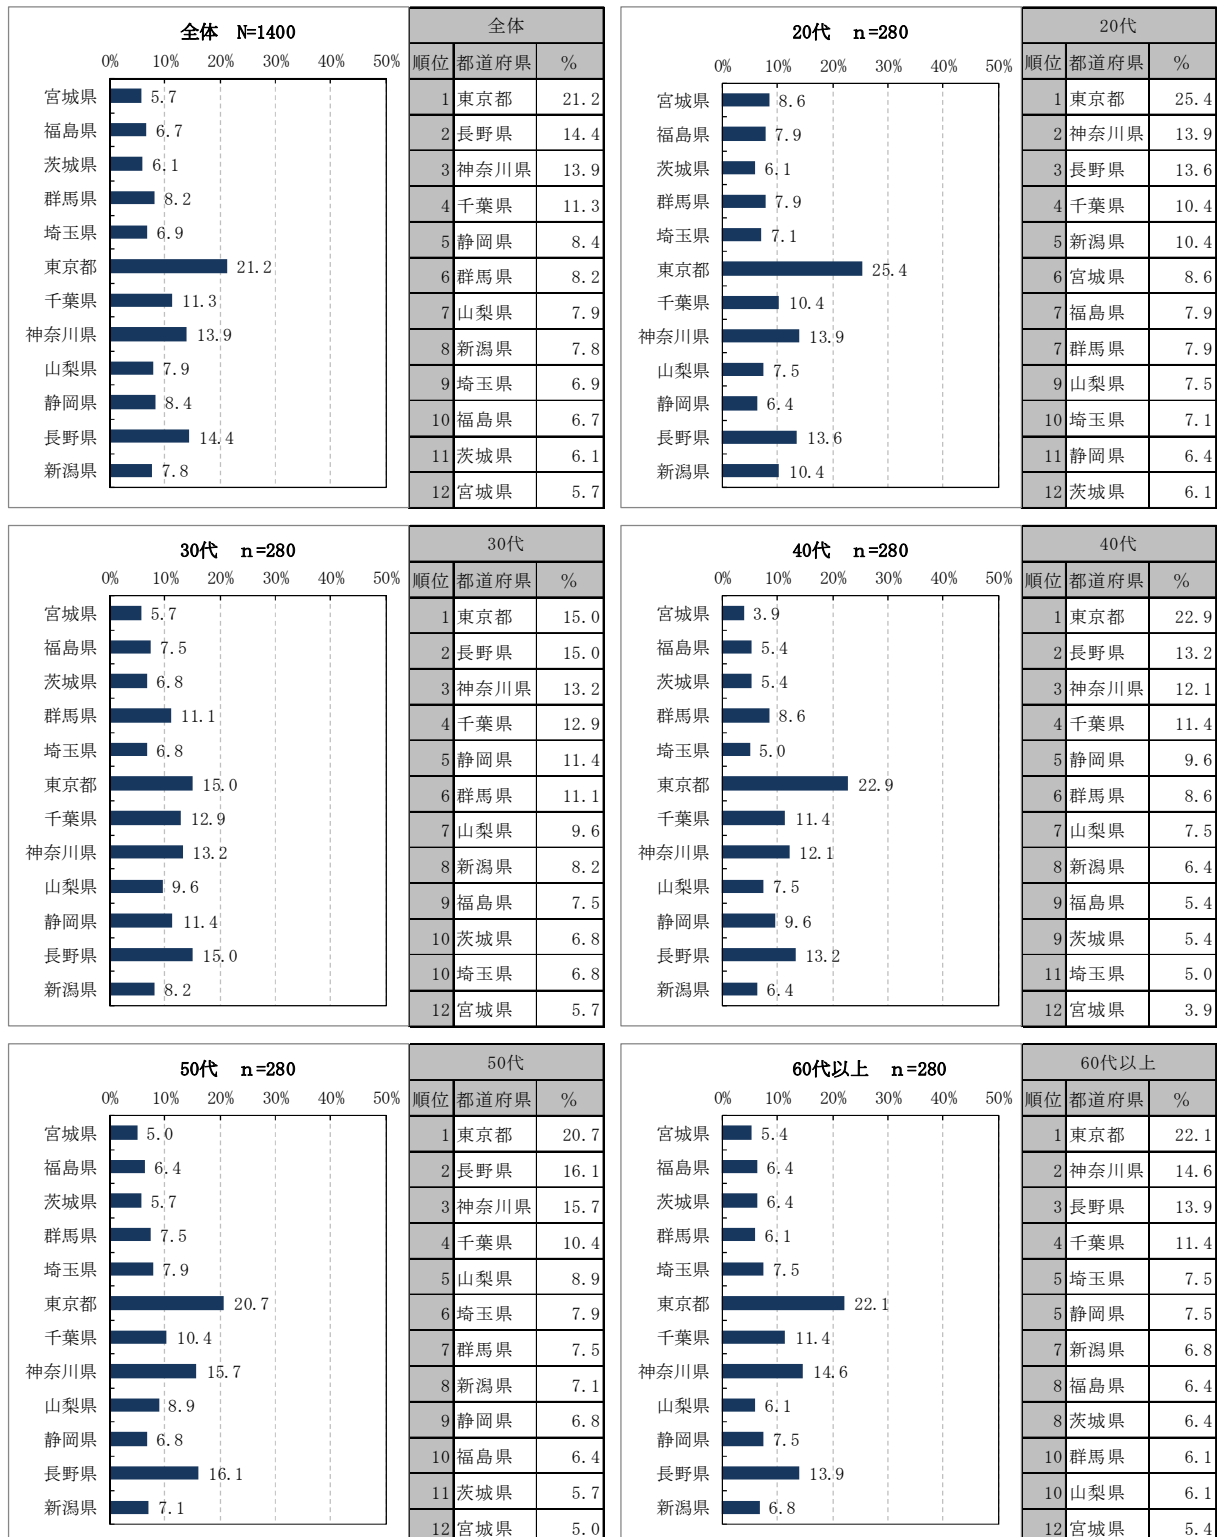 全体　N=1400
0% 10% 20% 30% 40% 50%
宮城県 5.7
福島県 6.7
茨城県 6.1
群馬県 8.2
埼玉県 6.9
東京都 21.2
千葉県 11.3
神奈川県 13.9
山梨県 7.9
静岡県 8.4
長野県 14.4
新潟県 7.8
全体
順位 都道府県 %
1 東京都 21.2
2 長野県 14.4
3 神奈川県 13.9
4 千葉県 11.3
5 静岡県 8.4
6 群馬県 8.2
7 山梨県 7.9
8 新潟県 7.8
9 埼玉県 6.9
10 福島県 6.7
11 茨城県 6.1
12 宮城県 5.7
20代　n=280
0% 10% 20% 30% 40% 50%
宮城県 8.6
福島県 7.9
茨城県 6.1
群馬県 7.9
埼玉県 7.1
東京都 25.4
千葉県 10.4
神奈川県 13.9
山梨県 7.5
静岡県 6.4
長野県 13.6
新潟県 10.4
20代
順位 都道府県 %
1 東京都 25.4
2 神奈川県 13.9
3 長野県 13.6
4 千葉県 10.4
5 新潟県 10.4
6 宮城県 8.6
7 福島県 7.9
7 群馬県 7.9
9 山梨県 7.5
10 埼玉県 7.1
11 静岡県 6.4
12 茨城県 6.1
30代　n=280
0% 10% 20% 30% 40% 50%
宮城県 5.7
福島県 7.5
茨城県 6.8
群馬県 11.1
埼玉県 6.8
東京都 15.0
千葉県 12.9
神奈川県 13.2
山梨県 9.6
静岡県 11.4
長野県 15.0
新潟県 8.2
30代
順位 都道府県 %
1 東京都 15.0
2 長野県 15.0
3 神奈川県 13.2
4 千葉県 12.9
5 静岡県 11.4
6 群馬県 11.1
7 山梨県 9.6
8 新潟県 8.2
9 福島県 7.5
10 茨城県 6.8
10 埼玉県 6.8
12 宮城県 5.7
40代　n=280
0% 10% 20% 30% 40% 50%
宮城県 3.9
福島県 5.4
茨城県 5.4
群馬県 8.6
埼玉県 5.0
東京都 22.9
千葉県 11.4
神奈川県 12.1
山梨県 7.5
静岡県 9.6
長野県 13.2
新潟県 6.4
40代
順位 都道府県 %
1 東京都 22.9
2 長野県 13.2
3 神奈川県 12.1
4 千葉県 11.4
5 静岡県 9.6
6 群馬県 8.6
7 山梨県 7.5
8 新潟県 6.4
9 福島県 5.4
9 茨城県 5.4
11 埼玉県 5.0
12 宮城県 3.9
50代　n=280
0% 10% 20% 30% 40% 50%
宮城県 5.0
福島県 6.4
茨城県 5.7
群馬県 7.5
埼玉県 7.9
東京都 20.7
千葉県 10.4
神奈川県 15.7
山梨県 8.9
静岡県 6.8
長野県 16.1
新潟県 7.1
50代
順位 都道府県 %
1 東京都 20.7
2 長野県 16.1
3 神奈川県 15.7
4 千葉県 10.4
5 山梨県 8.9
6 埼玉県 7.9
7 群馬県 7.5
8 新潟県 7.1
9 静岡県 6.8
10 福島県 6.4
11 茨城県 5.7
12 宮城県 5.0
60代以上　n=280
0% 10% 20% 30% 40% 50%
宮城県 5.4
福島県 6.4
茨城県 6.4
群馬県 6.1
埼玉県 7.5
東京都 22.1
千葉県 11.4
神奈川県 14.6
山梨県 6.1
静岡県 7.5
長野県 13.9
新潟県 6.8
60代以上
順位 都道府県 %
1 東京都 22.1
2 神奈川県 14.6
3 長野県 13.9
4 千葉県 11.4
5 埼玉県 7.5
5 静岡県 7.5
7 新潟県 6.8
8 福島県 6.4
8 茨城県 6.4
10 群馬県 6.1
10 山梨県 6.1
12 宮城県 5.4